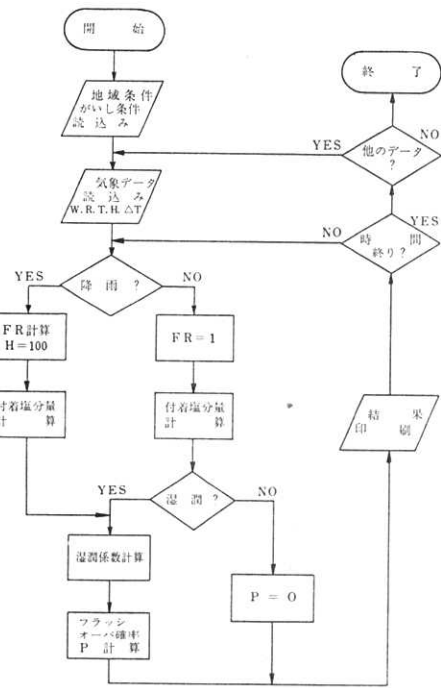 開始
終了
地域条件
がいし条件
読込み
YES
NO
他のデータ
?
気象データ
読込み
W.R.T.H.△T
NO
YES
時間
終り?
YES
降雨?
NO
FR計算
H=100
FR=1
結果
印刷
付着塩分量
計算
付着塩分量
計算
YES
湿潤?
NO
湿潤係数計算
P=O
フラッシ
オーバ確率
P計算